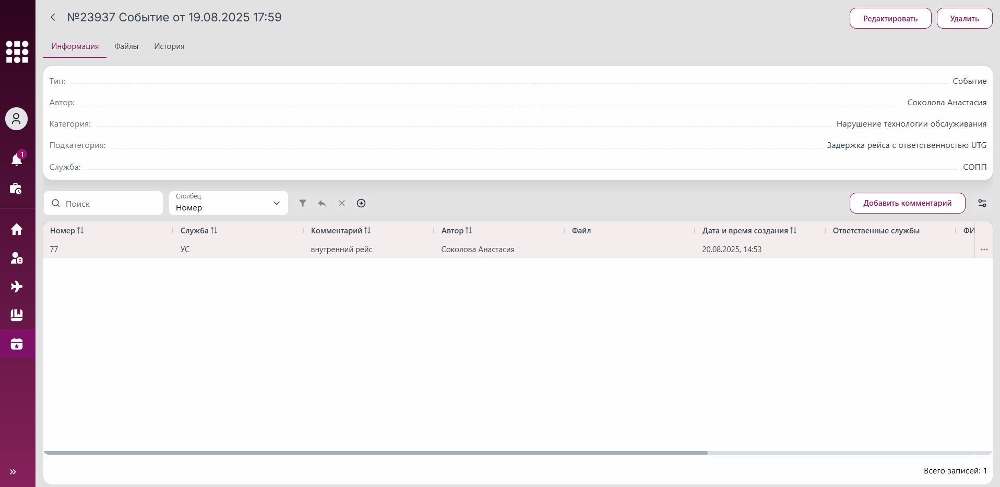 №23937 Событие от 19.08.2025 17:59
Редактировать
Удалить
Информация
Файлы
История
Тип:
Событие
Автор:
Соколова Анастасия
Категория:
Нарушение технологии обслуживания
Подкатегория:
Задержка рейса с ответственностью UTG
Служба:
СОПП
1
Поиск
Столбец
Номер
Добавить комментарий
Номер
Служба
Комментарий
Автор
Файл
Дата и время создания
Ответственные службы
ФИ
77
УС
внутренний рейс
Соколова Анастасия
20.08.2025, 14:53
Всего записей: 1